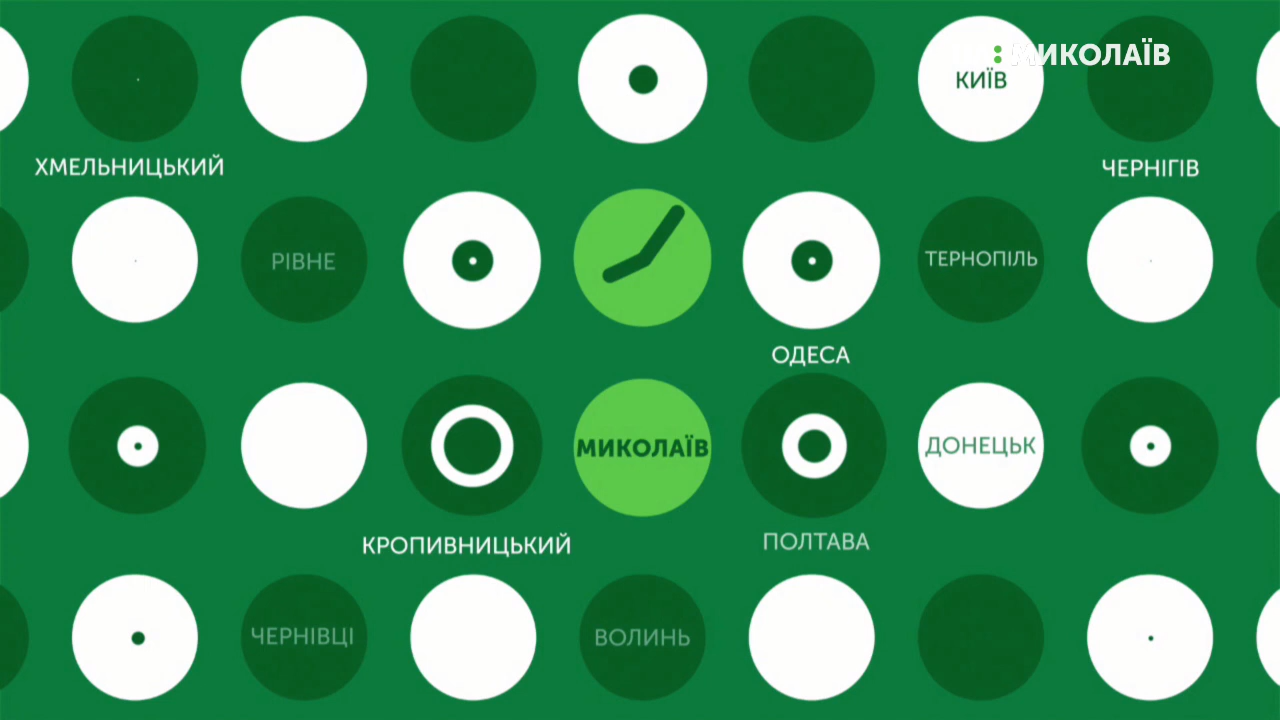 : МИКОЛАЇВ
КИЇВ
ХМЕЛЬНИЦЬКИЙ
ЧЕРНІГІВ
РІВНЕ
ТЕРНОПІЛЬ
ОДЕСА
МИКОЛАЇВ
ДОНЕЦЬК
КРОПИВНИЦЬКИЙ
ПОЛТАВА
ЧЕРНІВЦІ
ВОЛИНЬ